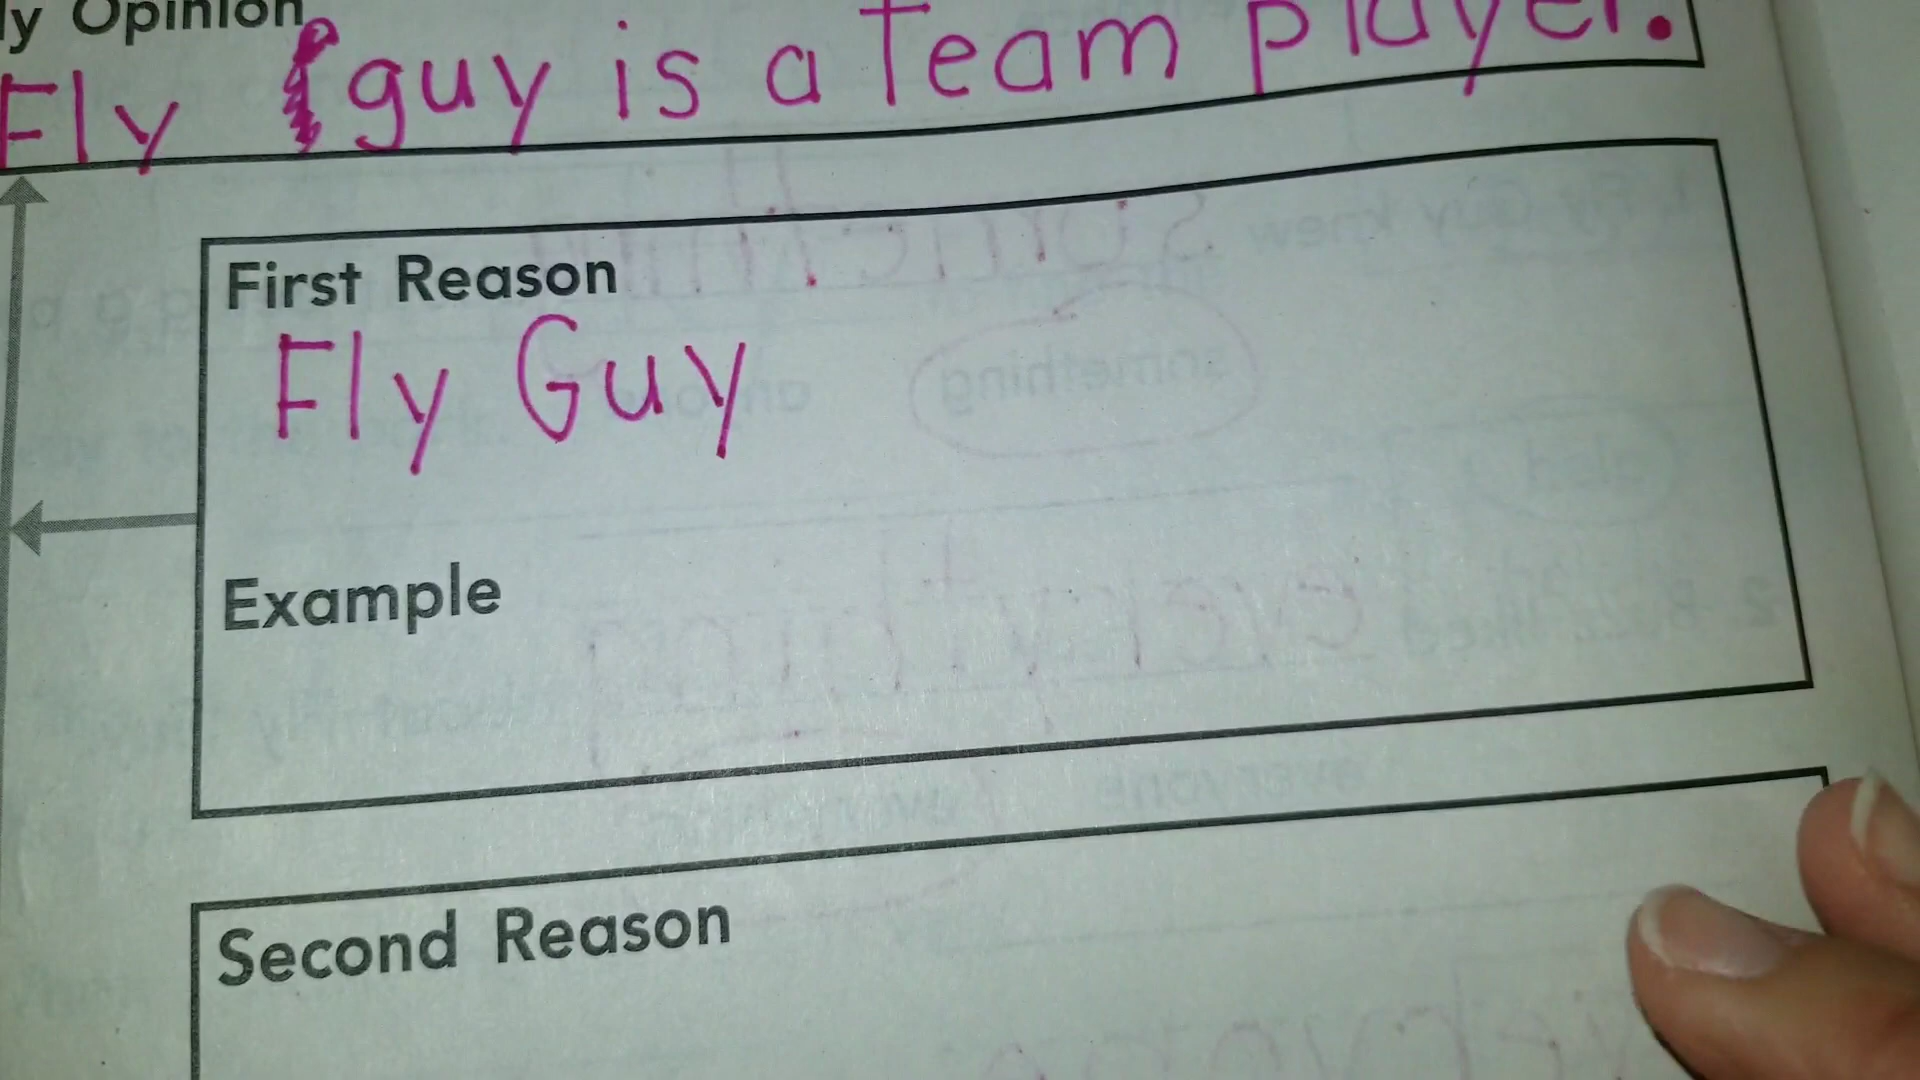 ly Opinion
Fly guy is a Team player.
First Reason
Fly Guy
Example
Second Reason